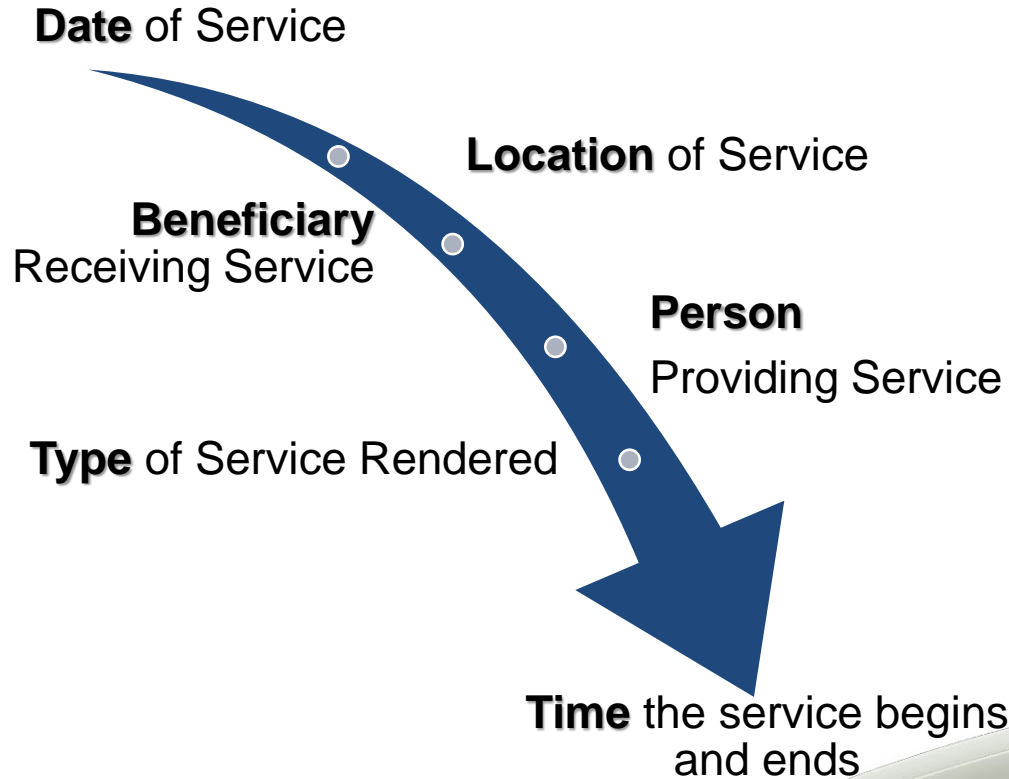 Date of Service
Location of Service
Beneficiary
Receiving Service
Person
Providing Service
Type of Service Rendered
Time the service begins
and ends